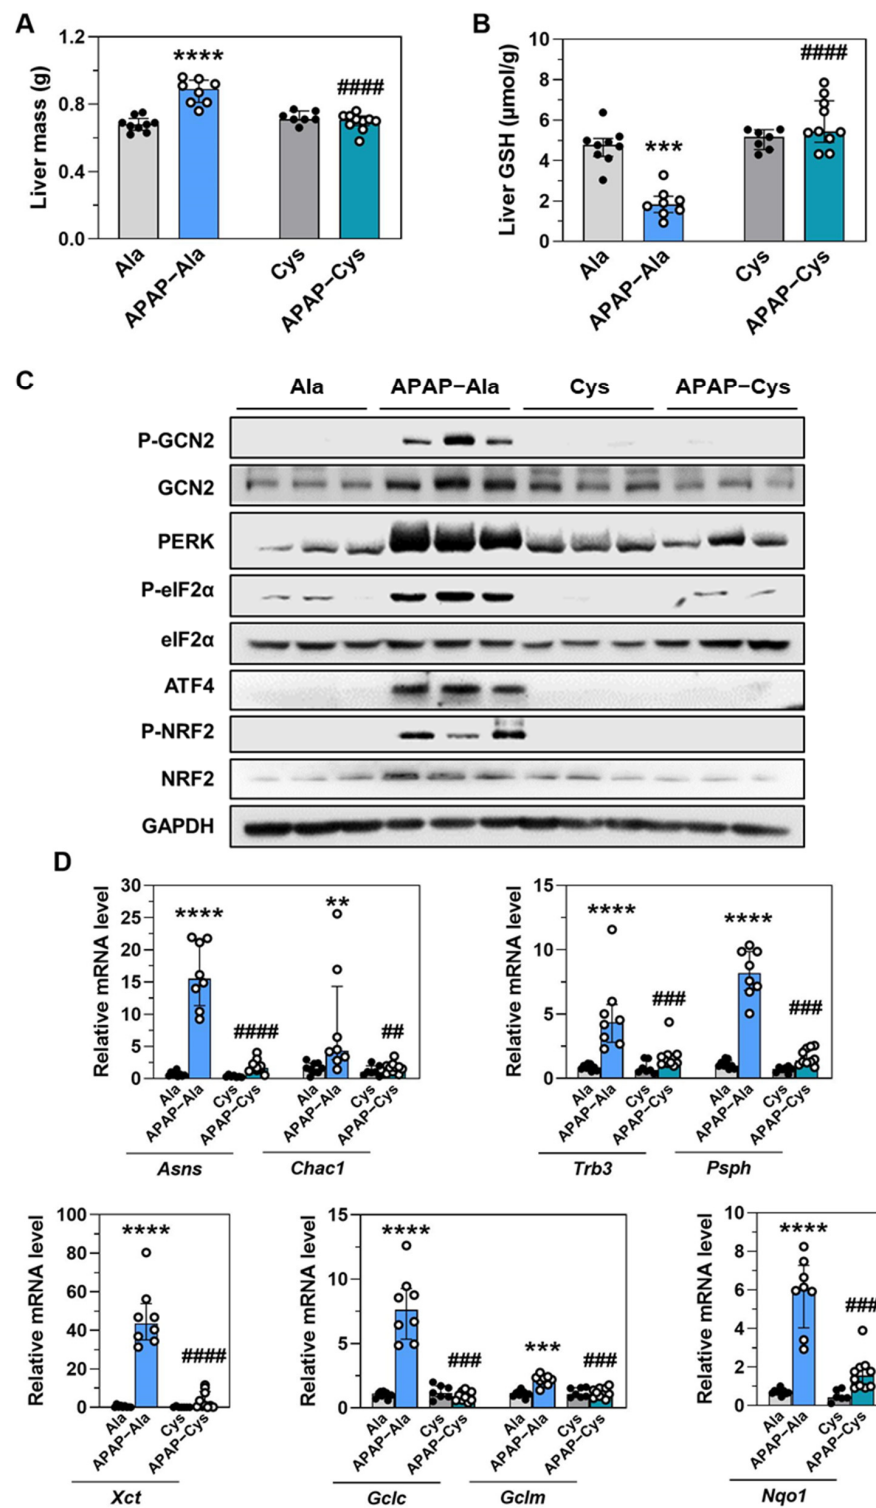 A
Liver mass (g)
1.2
0.8
0.4
0.0
****
####
Ala
APAP−Ala
Cys
APAP−Cys
B
Liver GSH (µmol/g)
10
8
6
4
2
0
***
####
Ala
APAP−Ala
Cys
APAP−Cys
C
Ala APAP−Ala Cys APAP−Cys
P-GCN2
GCN2
PERK
P-eIF2α
eIF2α
ATF4
P-NRF2
NRF2
GAPDH
D
Relative mRNA level
30
25
20
15
10
5
0
**** ####
** ##
Ala
APAP−Ala
Cys
APAP−Cys
Ala
APAP−Ala
Cys
APAP−Cys
Asns Chac1
Relative mRNA level
15
10
5
0
**** ###
**** ###
Ala
APAP−Ala
Cys
APAP−Cys
Ala
APAP−Ala
Cys
APAP−Cys
Trb3 Psph
Relative mRNA level
100
80
60
40
20
0
**** ####
Ala
APAP−Ala
Cys
APAP−Cys
Xct
Relative mRNA level
15
10
5
0
**** ###
*** ###
Ala
APAP−Ala
Cys
APAP−Cys
Ala
APAP−Ala
Cys
APAP−Cys
Gclc Gclm
Relative mRNA level
10
8
6
4
2
0
**** ###
Ala
APAP−Ala
Cys
APAP−Cys
Nqo1